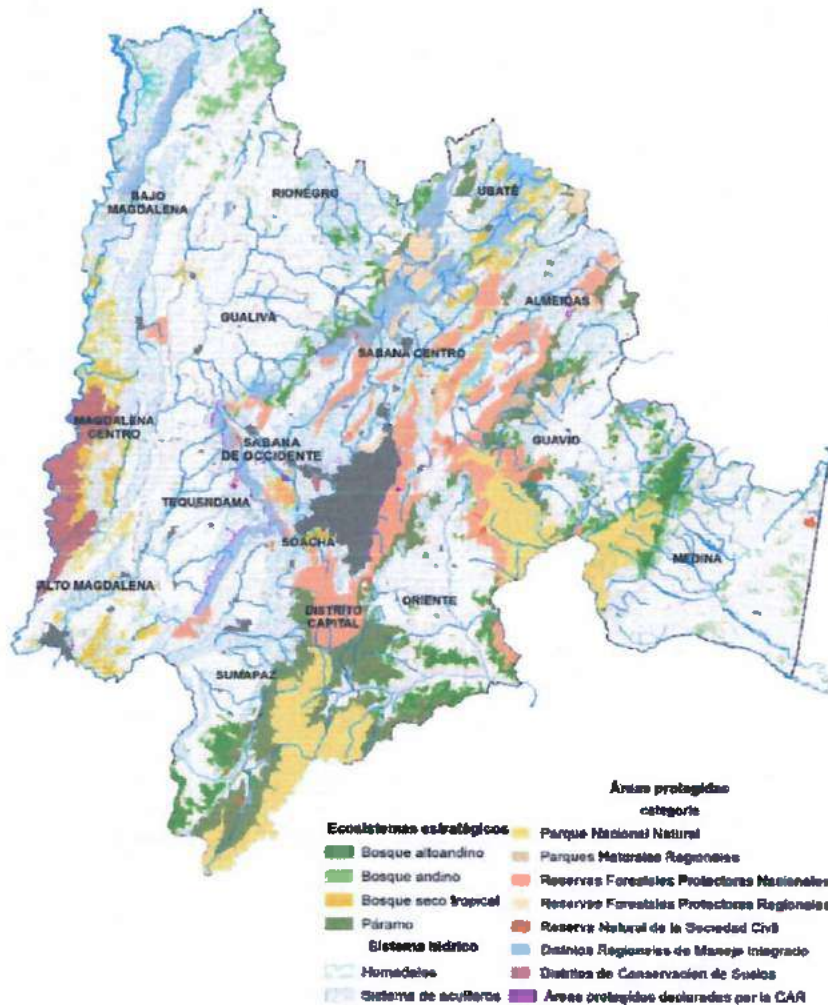 BAJO
MAGDALENA
RIONEGRO
UBATÉ
GUALIVA
ALMEIDAS
SABANA CENTRO
MAGDALENA
CENTRO
SABANA
DE OCCIDENTE
GUAVIO
TEQUENDAMA
SOACHA
MEDINA
ALTO MAGDALENA
DISTRITO
CAPITAL
ORIENTE
SUMAPAZ
Ecosistemas estratégicos
Bosque altoandino
Bosque andino
Bosque seco tropical
Páramo
Sistema hídrico
Humedales
Sistema de acuíferos
Áreas protegidas
categoría
Parque Nacional Natural
Parques Naturales Regionales
Reservas Forestales Protectoras Nacionales
Reservas Forestales Protectoras Regionales
Reserva Natural de la Sociedad Civil
Distritos Regionales de Manejo Integrado
Distritos de Conservación de Suelos
Áreas protegidas declaradas por la CAR